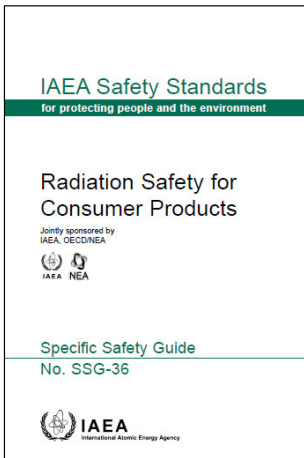 IAEA Safety Standards
for protecting people and the environment
Radiation Safety for
Consumer Products
Jointly sponsored by
IAEA, OECD/NEA
IAEA NEA
Specific Safety Guide
No. SSG-36
IAEA
International Atomic Energy Agency